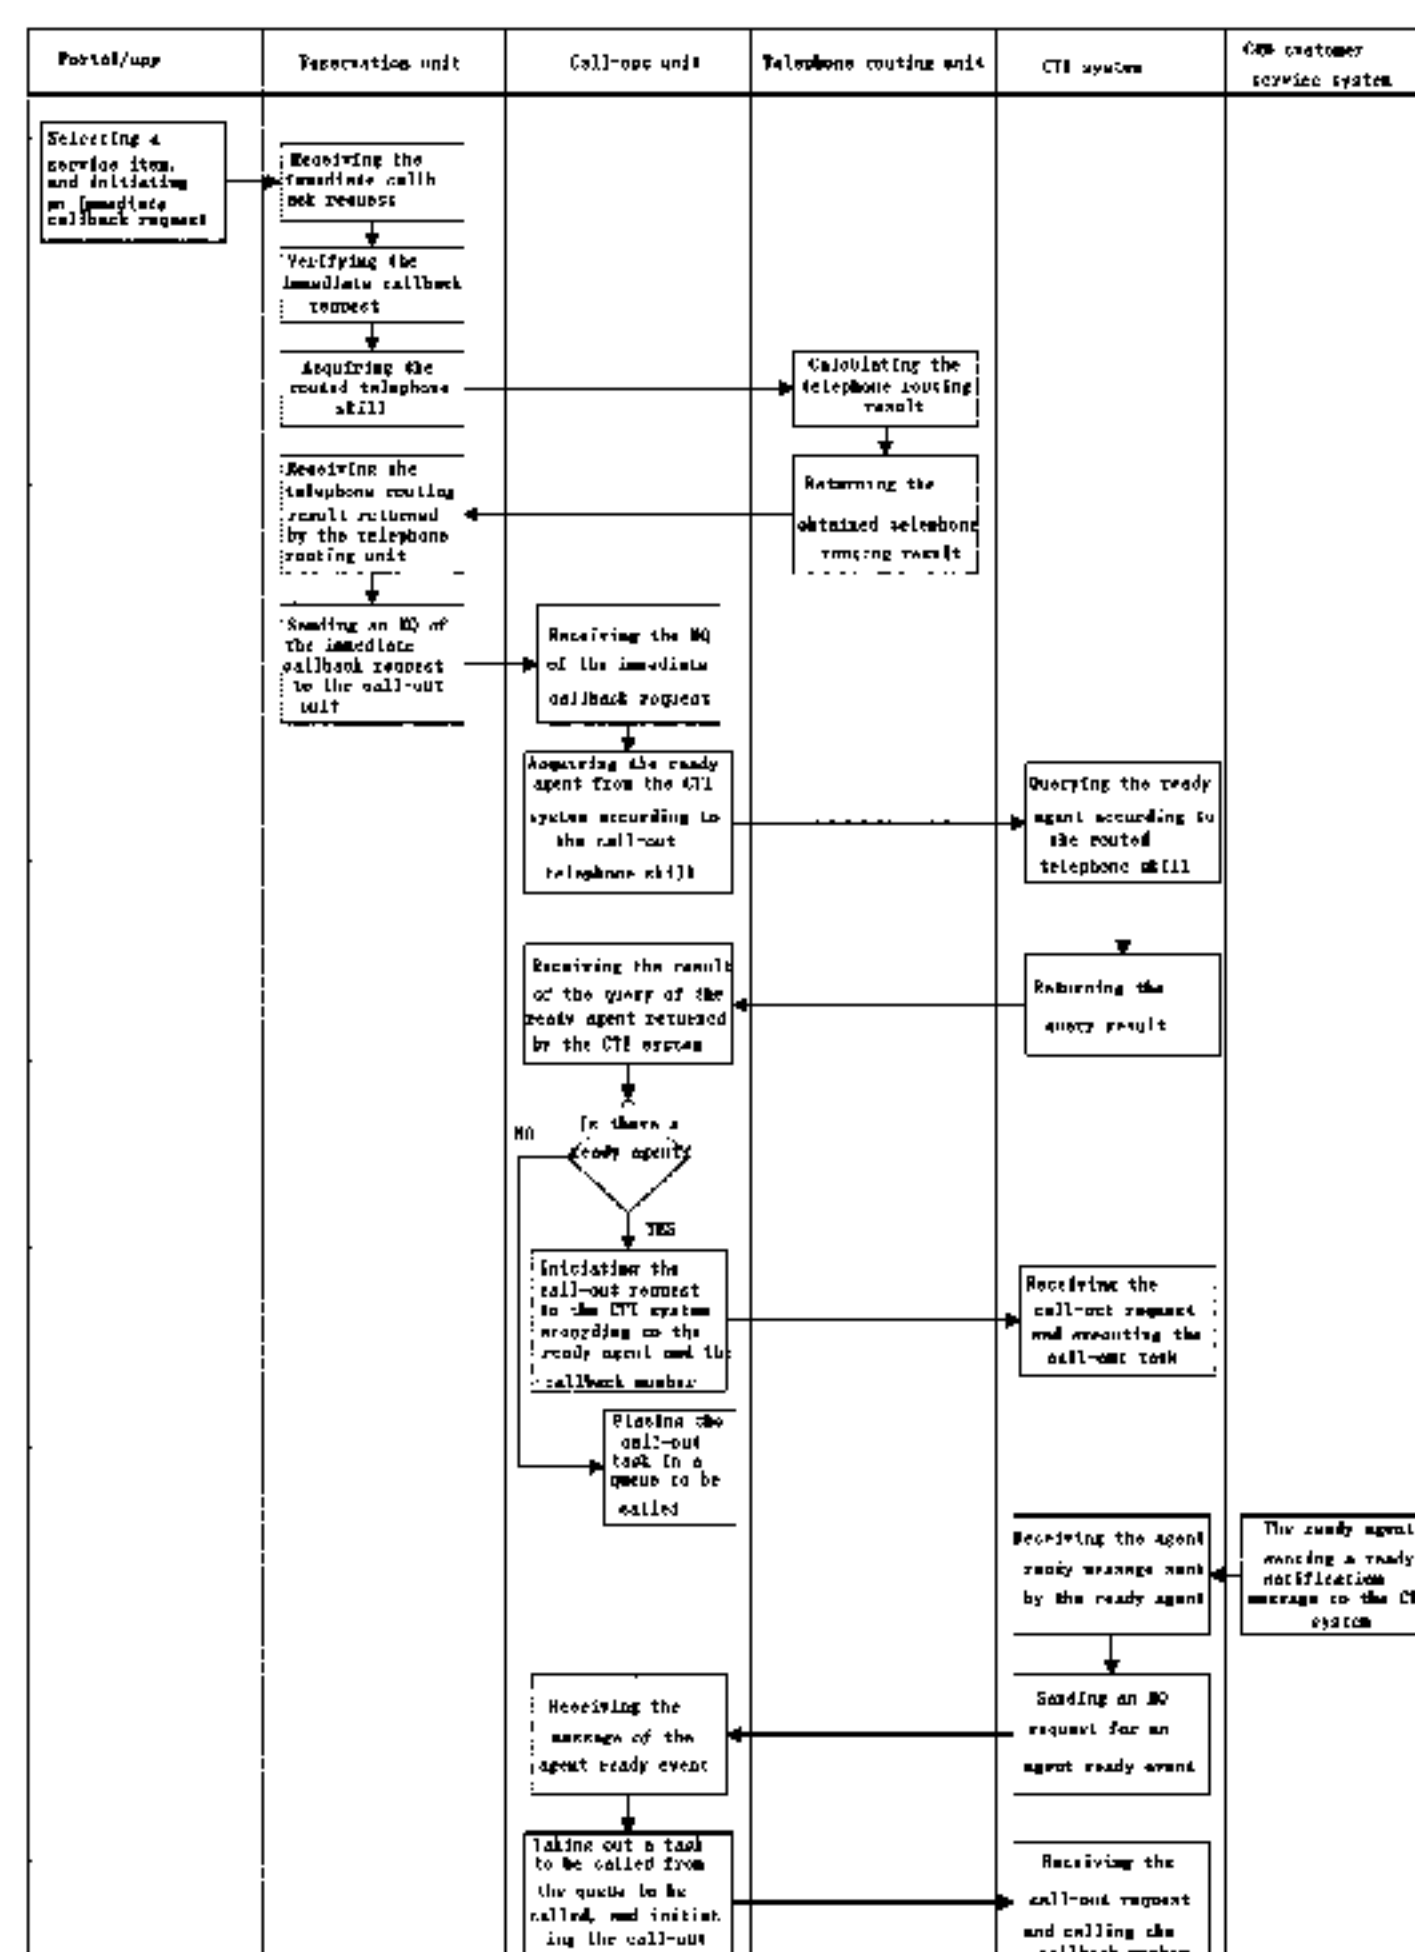 Portal/app
Reservation unit
Call-out unit
Telephone routing unit
CTI system
customer
service system
Selecting a
service item,
and initiating
an immediate
callback request
Receiving the
immediate callb
ack request
Verifying the
immediate callback
request
Acquiring the
routed telephone
skill
Calculating the
telephone routing
result
Receiving the
telephone routing
result returned
by the telephone
routing unit
Returning the
obtained telephone
routing result
Sending an MQ of
the immediate
callback request
to the call-out
unit
Receiving the MQ
of the immediate
callback request
Acquiring the ready
agent from the CTI
system according to
the call-out
telephone skill
Querying the ready
agent according to
the routed
telephone skill
Receiving the result
of the query of the
ready agent returned
by the CTI system
Returning the
query result
Is there a
ready agent?
NO
YES
Initiating the
call-out request
to the CTI system
according to the
ready agent and the
callback number
Receiving the
call-out request
and executing the
call-out task
Placing the
call-out
task in a
queue to be
called
Receiving the agent
ready message sent
by the ready agent
The ready agent
sending a ready
notification
message to the CT
system
Receiving the
message of the
agent ready event
Sending an MQ
request for an
agent ready event
Taking out a task
to be called from
the queue to be
called, and initiat
ing the call-out
Receiving the
call-out request
and calling the
callback number